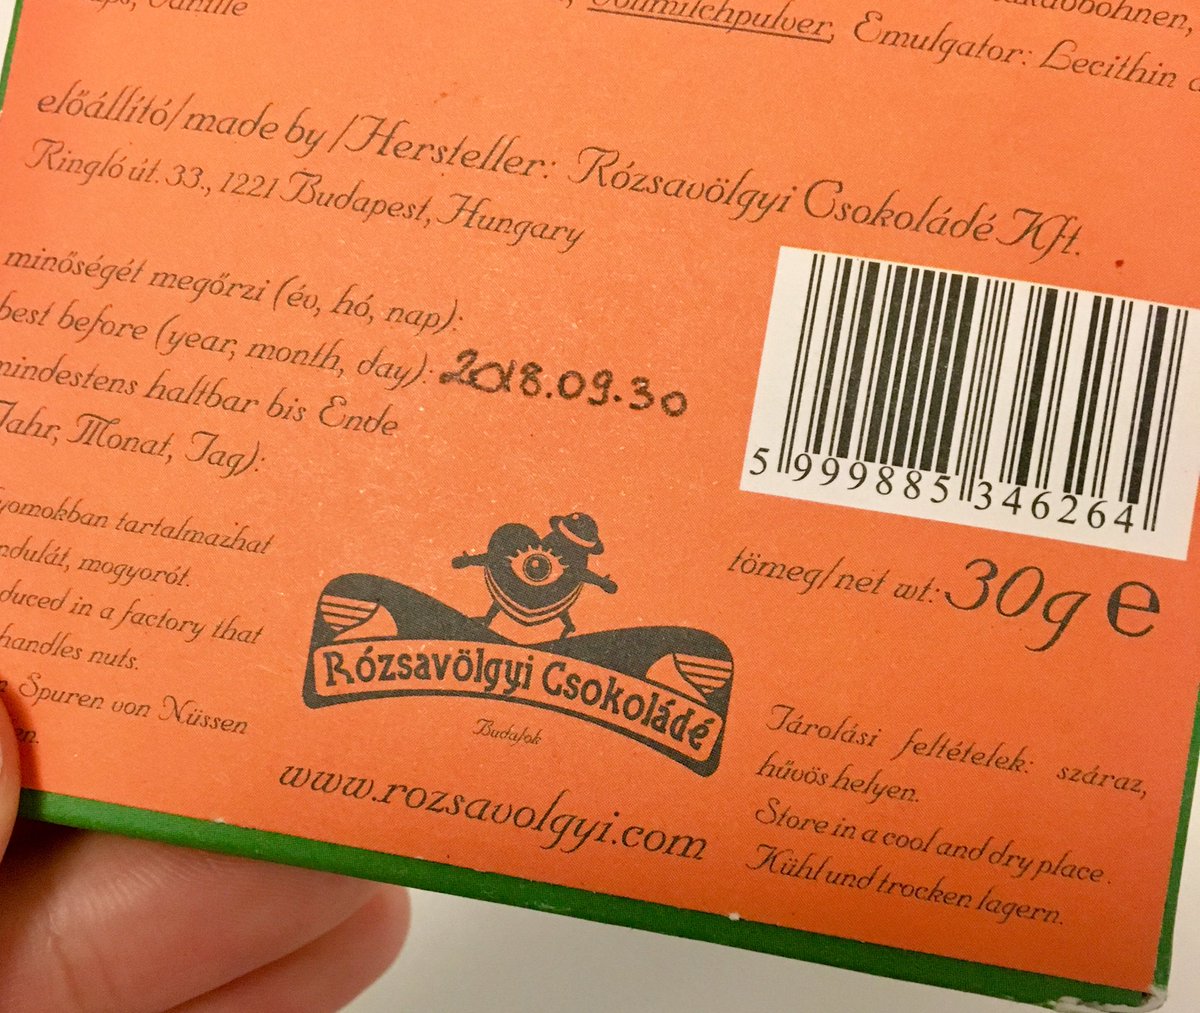 Vanille
Vollmilchpulver, Emulgator: Lecithin
előállító/made by/Hersteller: Rózsavölgyi Csokoládé Kft.
Ringló út. 33., 1221 Budapest, Hungary
minőségét megőrzi (év, hó, nap):
best before (year, month, day): 2018.09.30
mindestens haltbar bis Ende
Jahr, Monat, Tag):
5 999885 346264
tömeg/net wt: 30g e
tartalmazhat
mogyorót.
in a factory that
handles nuts.
Spuren von Nüssen
Rózsavölgyi Csokoládé
Budafok
www.rozsavolgyi.com
Tárolási feltételek: száraz,
hűvös helyen.
Store in a cool and dry place.
Kühl und trocken lagern.